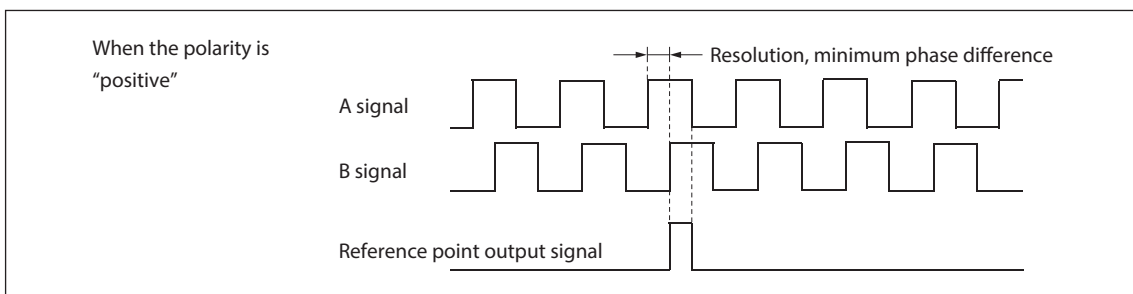 When the polarity is
“positive”
Resolution, minimum phase difference
A signal
B signal
Reference point output signal